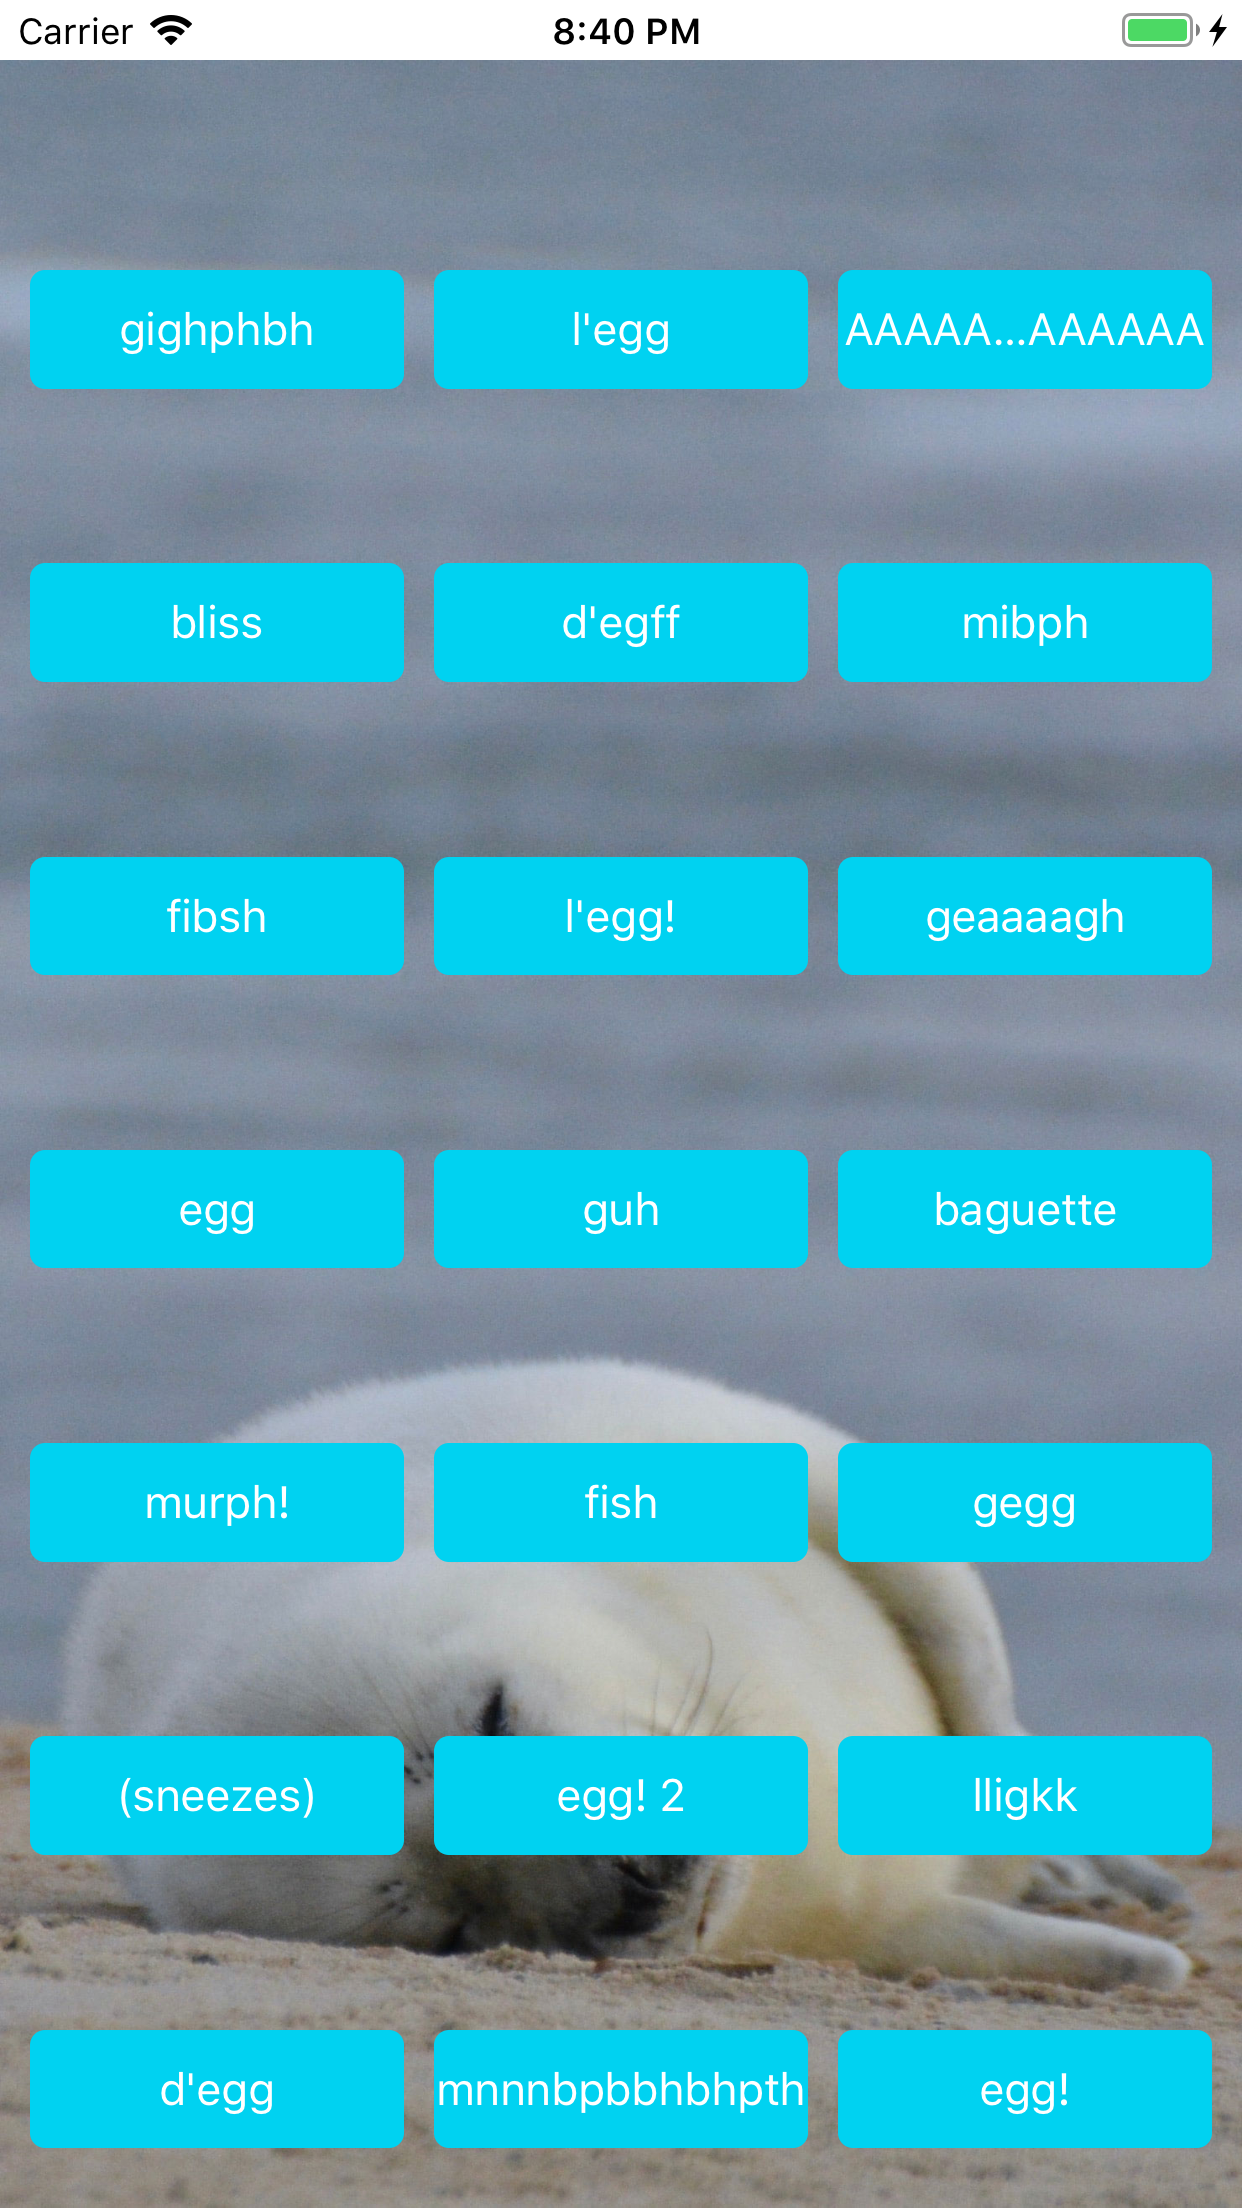 Carrier 8:40 PM
gighphbh l'egg AAAAA...AAAAAA
bliss d'egff mibph
fibsh l'egg! geaaaagh
egg guh baguette
murph! fish gegg
(sneezes) egg! 2 lligkk
d'egg mnnnbpbbhbhpth egg!